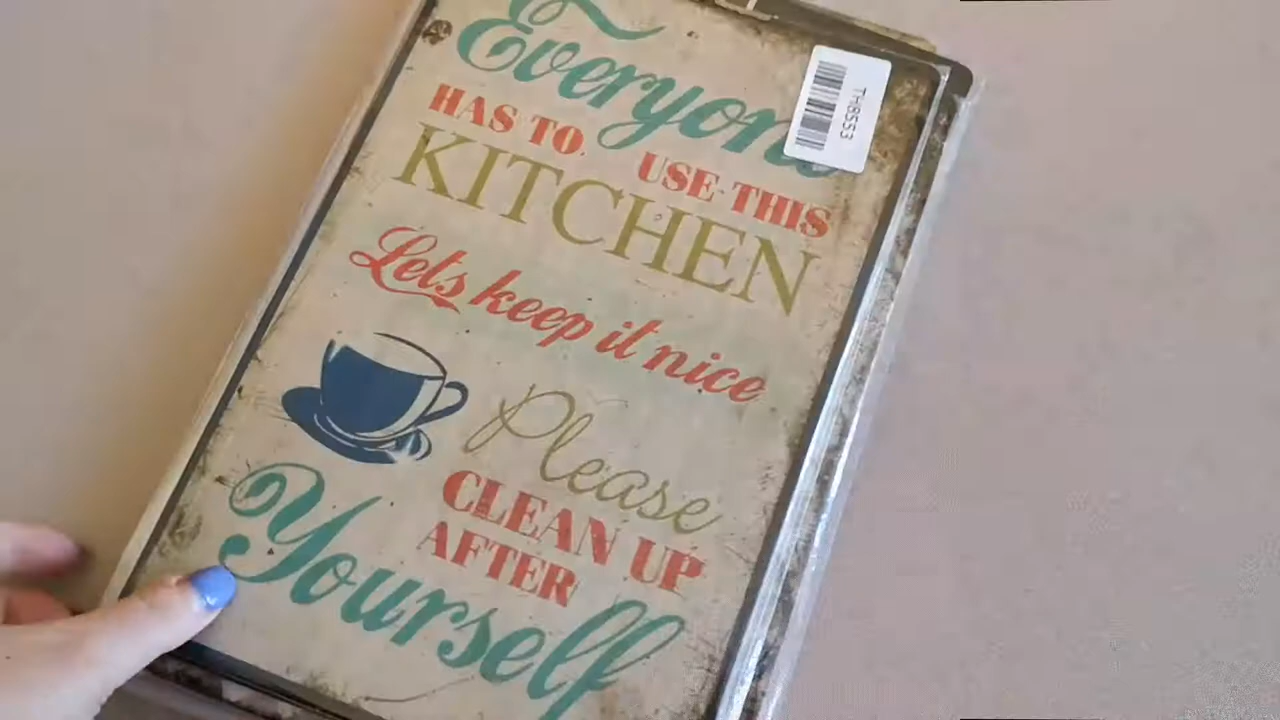 Everyone
HAS TO USE THIS
KITCHEN
Lets keep it nice
Please
CLEAN UP
AFTER
Yourself
TH8553